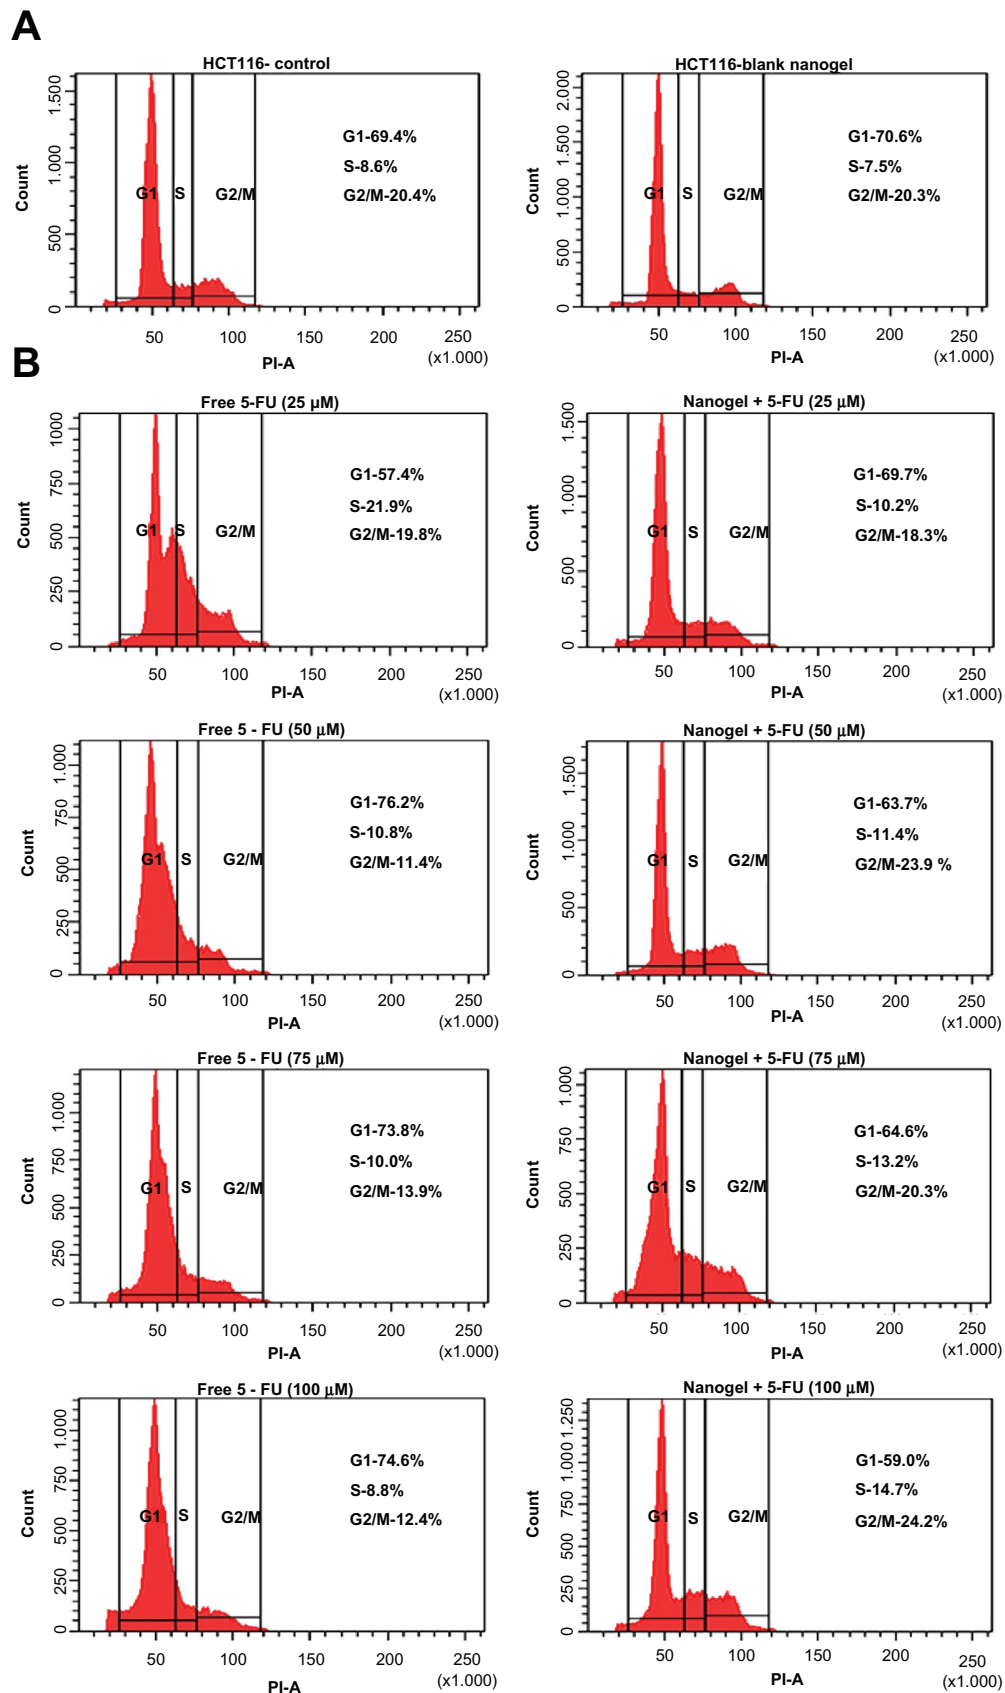 A
HCT116- control
1.500
1.000
500
0
Count
G1 S G2/M
G1-69.4%
S-8.6%
G2/M-20.4%
50 100 150 200 250
(x1.000)
PI-A
HCT116-blank nanogel
2.000
1.500
1.000
500
0
Count
G1 S G2/M
G1-70.6%
S-7.5%
G2/M-20.3%
50 100 150 200 250
(x1.000)
PI-A
B
Free 5-FU (25 µM)
1000
750
500
250
0
Count
G1 S G2/M
G1-57.4%
S-21.9%
G2/M-19.8%
50 100 150 200 250
(x1.000)
PI-A
Nanogel + 5-FU (25 µM)
1.500
1.000
500
0
Count
G1 S G2/M
G1-69.7%
S-10.2%
G2/M-18.3%
50 100 150 200 250
(x1.000)
PI-A
Free 5 - FU (50 µM)
1.000
750
500
250
0
Count
G1 S G2/M
G1-76.2%
S-10.8%
G2/M-11.4%
50 100 150 200 250
(x1.000)
PI-A
Nanogel + 5-FU (50 µM)
1.500
1.000
500
0
Count
G1 S G2/M
G1-63.7%
S-11.4%
G2/M-23.9 %
50 100 150 200 250
(x1.000)
PI-A
Free 5 - FU (75 µM)
1.000
750
500
250
0
Count
G1 S G2/M
G1-73.8%
S-10.0%
G2/M-13.9%
50 100 150 200 250
(x1.000)
PI-A
Nanogel + 5-FU (75 µM)
1.000
750
500
250
0
Count
G1 S G2/M
G1-64.6%
S-13.2%
G2/M-20.3%
50 100 150 200 250
(x1.000)
PI-A
Free 5 - FU (100 µM)
1.000
750
500
250
0
Count
G1 S G2/M
G1-74.6%
S-8.8%
G2/M-12.4%
50 100 150 200 250
(x1.000)
PI-A
Nanogel + 5-FU (100 µM)
1.250
1.000
750
500
250
0
Count
G1 S G2/M
G1-59.0%
S-14.7%
G2/M-24.2%
50 100 150 200 250
(x1.000)
PI-A